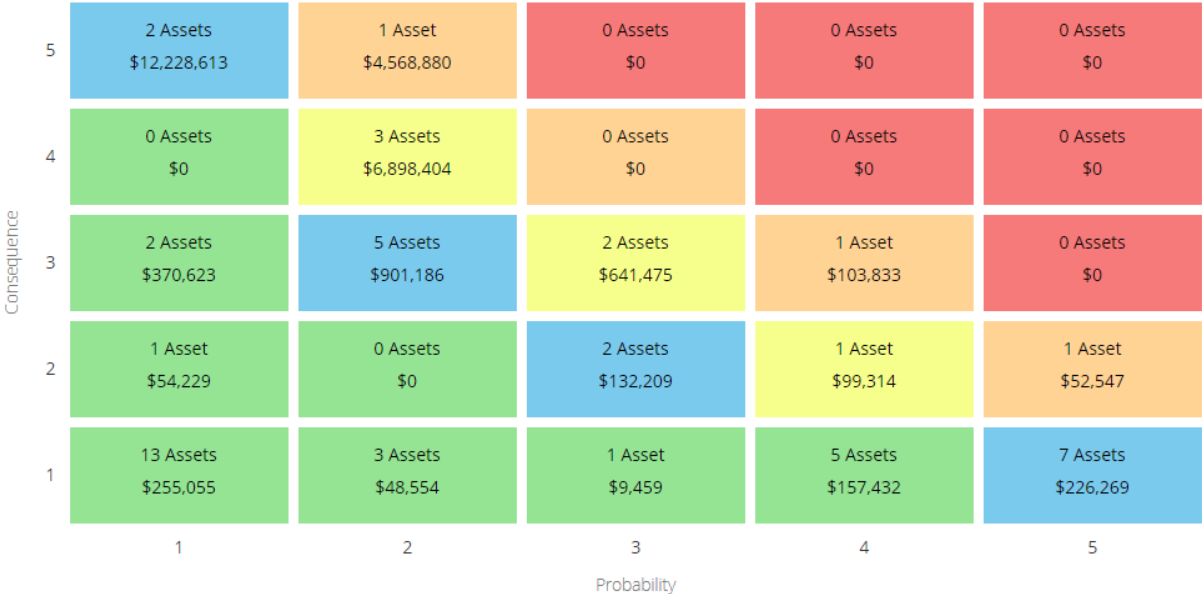 5
2 Assets
$12,228,613
1 Asset
$4,568,880
0 Assets
$0
0 Assets
$0
0 Assets
$0
4
0 Assets
$0
3 Assets
$6,898,404
0 Assets
$0
0 Assets
$0
0 Assets
$0
Consequence
3
2 Assets
$370,623
5 Assets
$901,186
2 Assets
$641,475
1 Asset
$103,833
0 Assets
$0
2
1 Asset
$54,229
0 Assets
$0
2 Assets
$132,209
1 Asset
$99,314
1 Asset
$52,547
1
13 Assets
$255,055
3 Assets
$48,554
1 Asset
$9,459
5 Assets
$157,432
7 Assets
$226,269
1
2
3
4
5
Probability